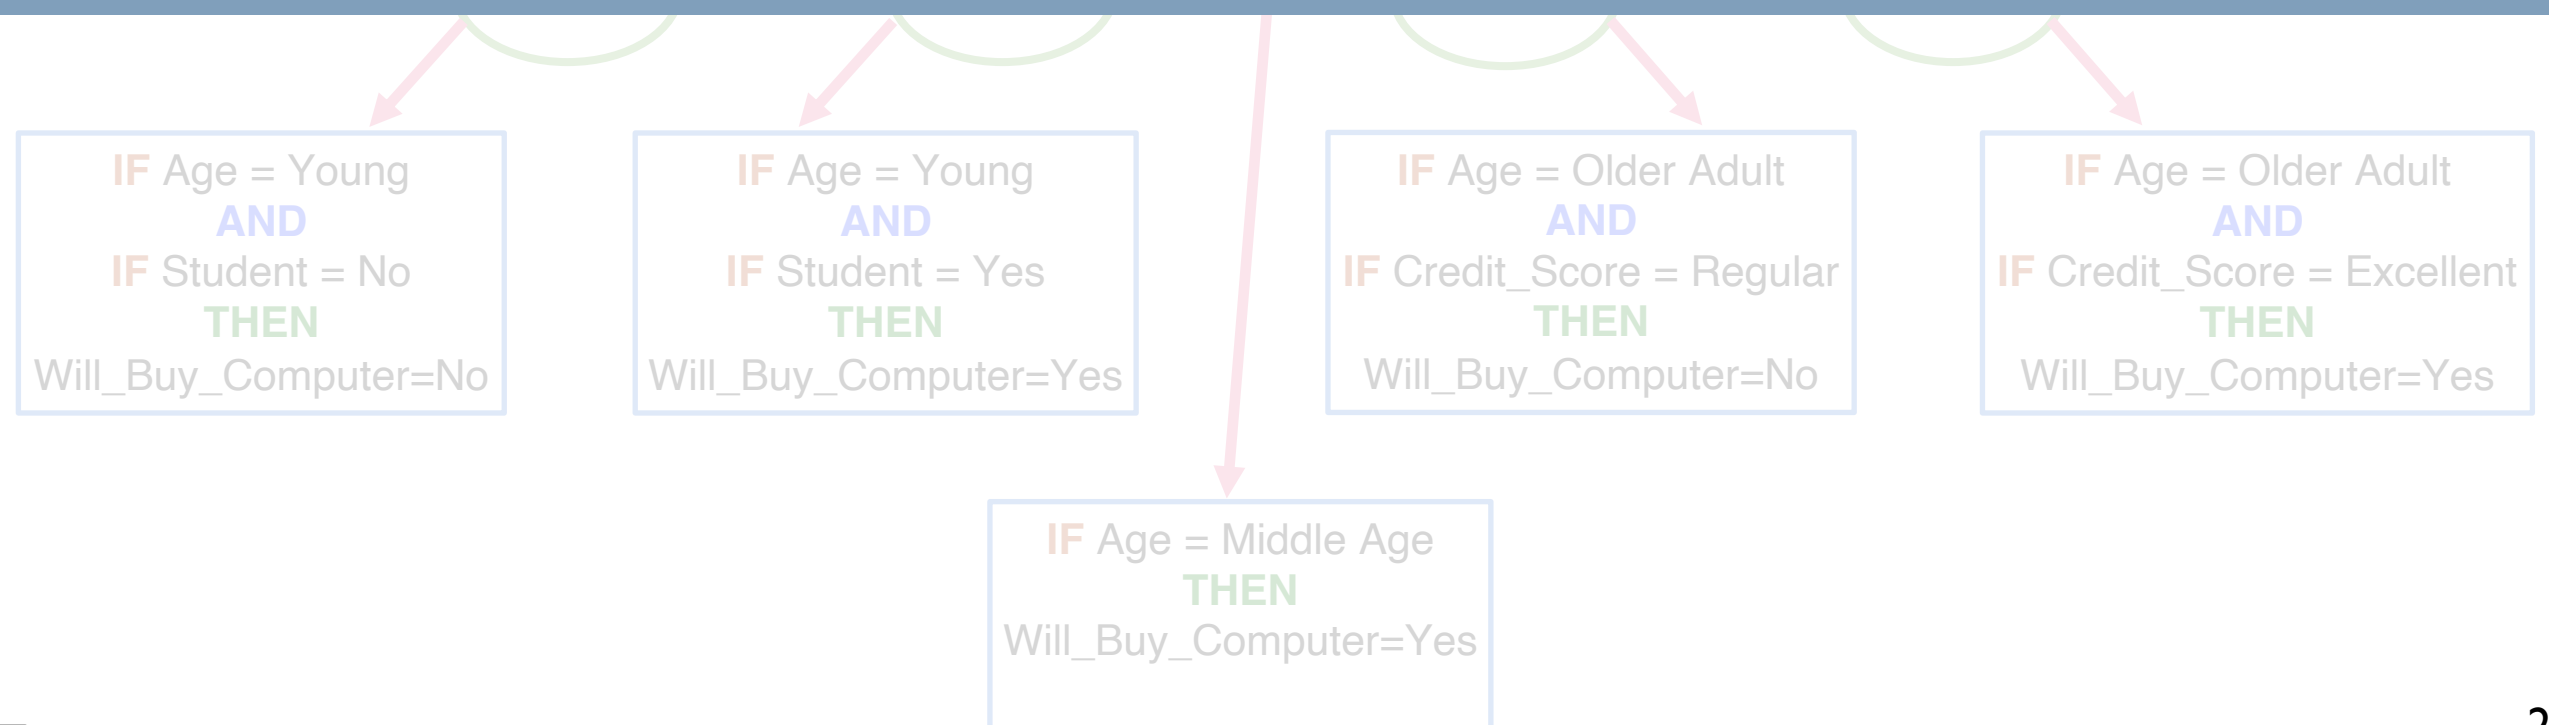 IF Age = Young
AND
IF Student = No
THEN
Will_Buy_Computer=No
IF Age = Young
AND
IF Student = Yes
THEN
Will_Buy_Computer=Yes
IF Age = Older Adult
AND
IF Credit_Score = Regular
THEN
Will_Buy_Computer=No
IF Age = Older Adult
AND
IF Credit_Score = Excellent
THEN
Will_Buy_Computer=Yes
IF Age = Middle Age
THEN
Will_Buy_Computer=Yes